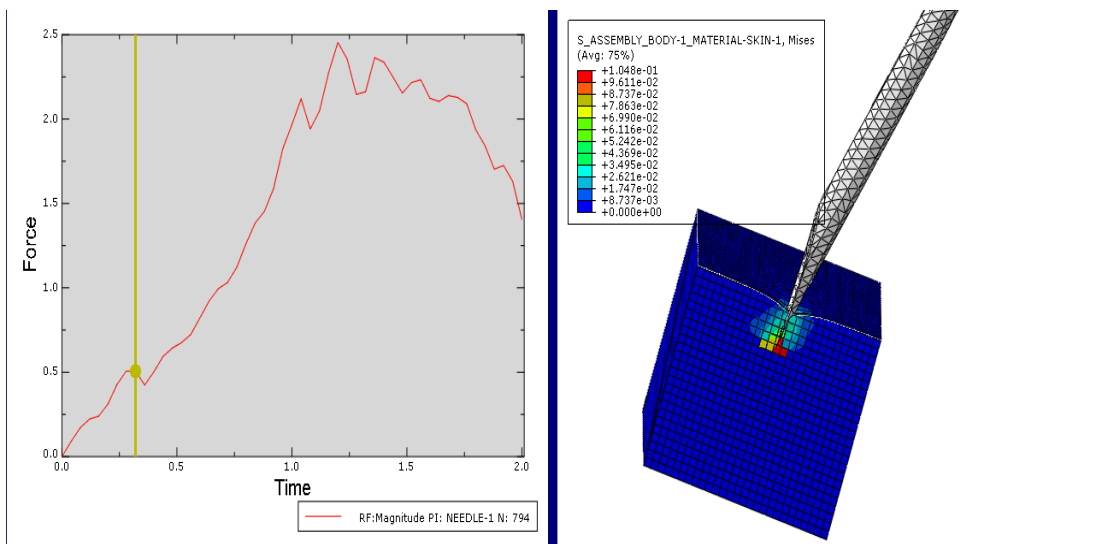 2.5
2.0
1.5
1.0
0.5
0.0
Force
0.0
0.5
1.0
1.5
2.0
Time
RF:Magnitude PI: NEEDLE-1 N: 794
S_ASSEMBLY_BODY-1_MATERIAL-SKIN-1, Mises
(Avg: 75%)
+1.048e-01
+9.611e-02
+8.737e-02
+7.863e-02
+6.990e-02
+6.116e-02
+5.242e-02
+4.369e-02
+3.495e-02
+2.621e-02
+1.747e-02
+8.737e-03
+0.000e+00